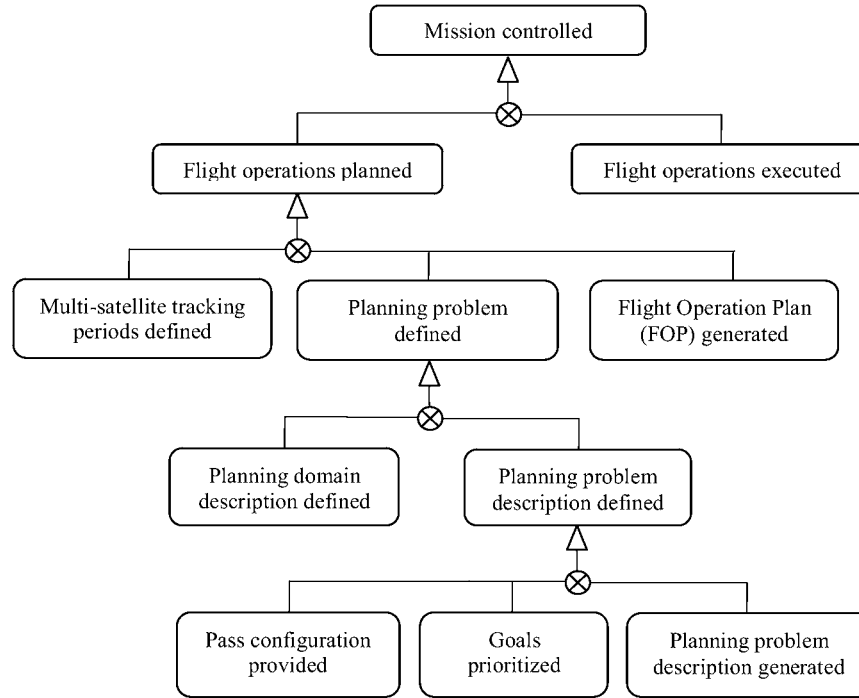 Mission controlled
Flight operations planned
Flight operations executed
Multi-satellite tracking
periods defined
Planning problem
defined
Flight Operation Plan
(FOP) generated
Planning domain
description defined
Planning problem
description defined
Pass configuration
provided
Goals
prioritized
Planning problem
description generated